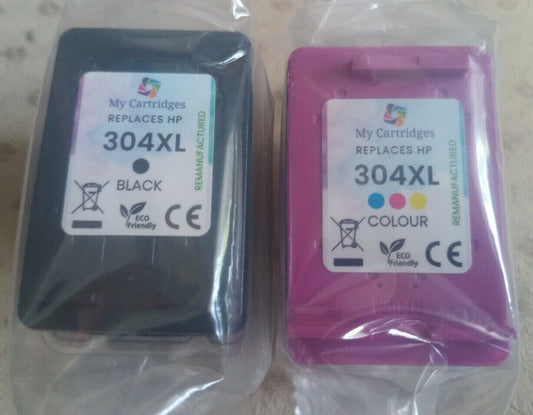 My Cartridges
REPLACES HP
304XL
BLACK
REMANUFACTURED
ECO
Friendly
CE
My Cartridges
REPLACES HP
304XL
COLOUR
REMANUFACTURED
ECO
Friendly
CE